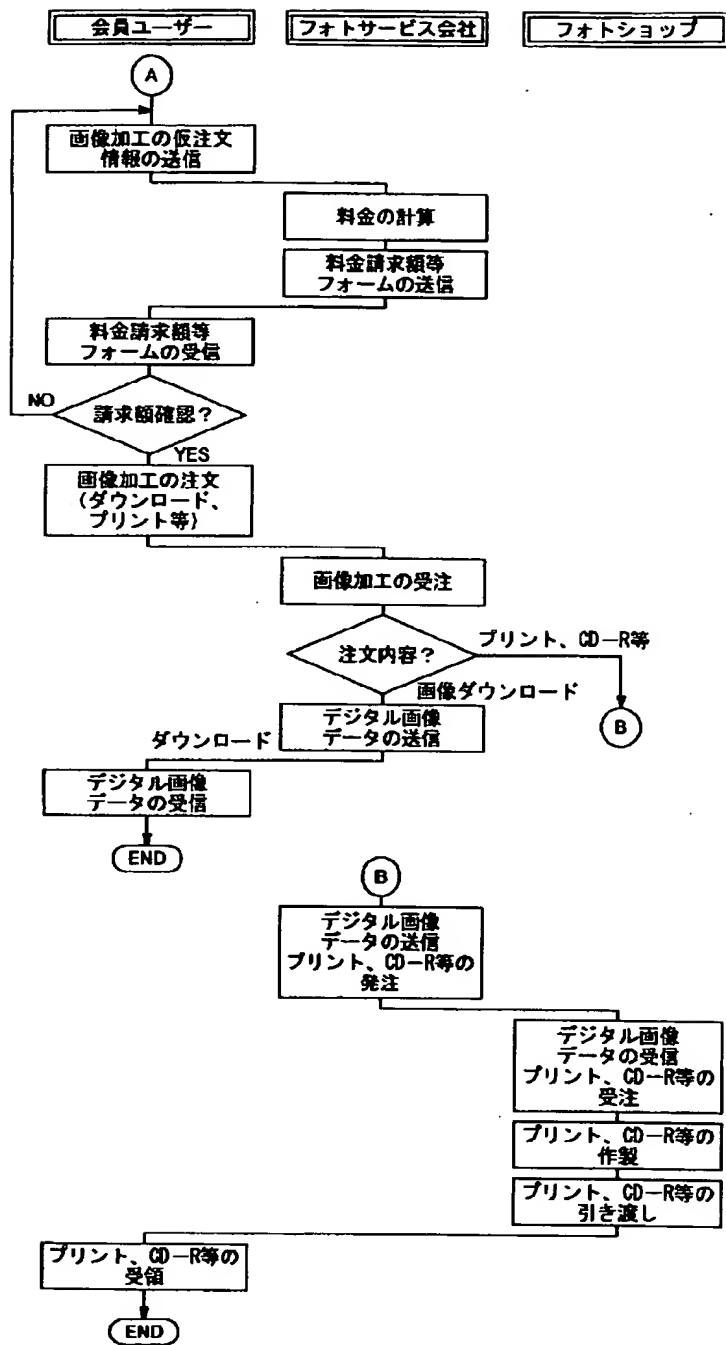 会員ユーザー
フォトサービス会社
フォトショップ
A
画像加工の仮注文
情報の送信
料金の計算
料金請求額等
フォームの送信
料金請求額等
フォームの受信
NO
請求額確認?
YES
画像加工の注文
(ダウンロード、
プリント等)
画像加工の受注
注文内容?
プリント、CD-R等
画像ダウンロード
B
デジタル画像
データの送信
ダウンロード
デジタル画像
データの受信
END
B
デジタル画像
データの送信
プリント、CD-R等の
発注
デジタル画像
データの受信
プリント、CD-R等の
受注
プリント、CD-R等の
作製
プリント、CD-R等の
引き渡し
プリント、CD-R等の
受領
END